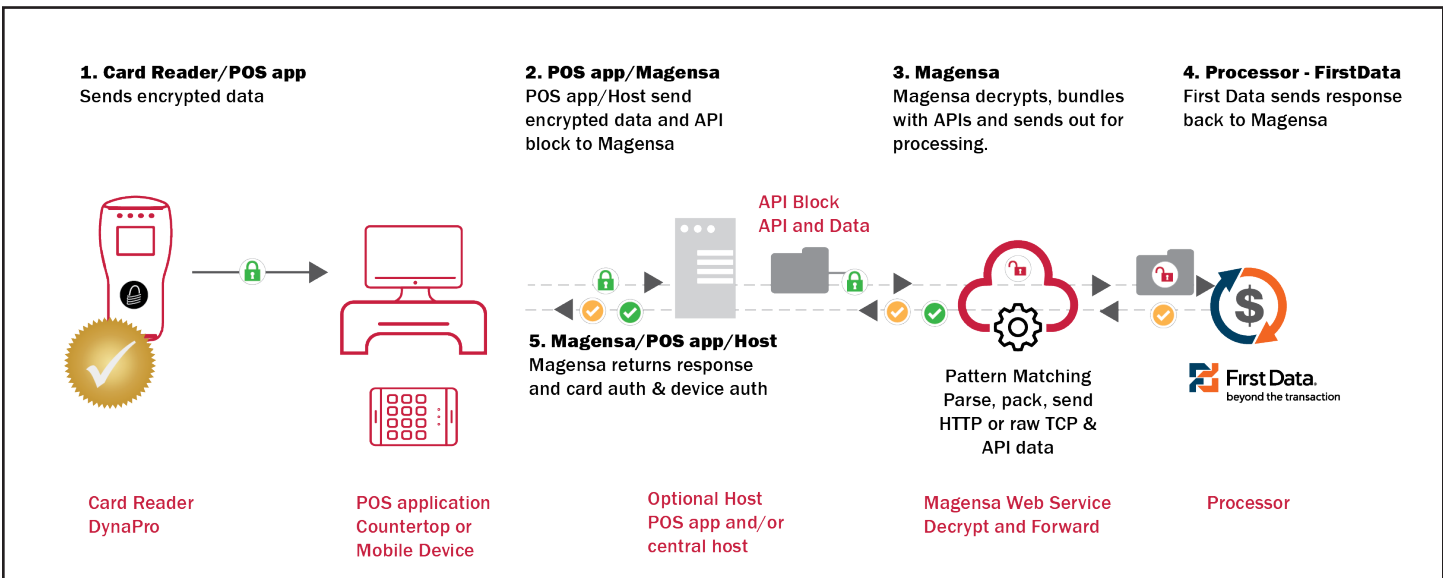 1. Card Reader/POS app
Sends encrypted data
2. POS app/Magensa
POS app/Host send
encrypted data and API
block to Magensa
3. Magensa
Magensa decrypts, bundles
with APIs and sends out for
processing.
4. Processor - FirstData
First Data sends response
back to Magensa
API Block
API and Data
$
5. Magensa/POS app/Host
Magensa returns response
and card auth & device auth
Pattern Matching
Parse, pack, send
HTTP or raw TCP &
API data
First Data.
beyond the transaction
Card Reader
DynaPro
POS application
Countertop or
Mobile Device
Optional Host
POS app and/or
central host
Magensa Web Service
Decrypt and Forward
Processor